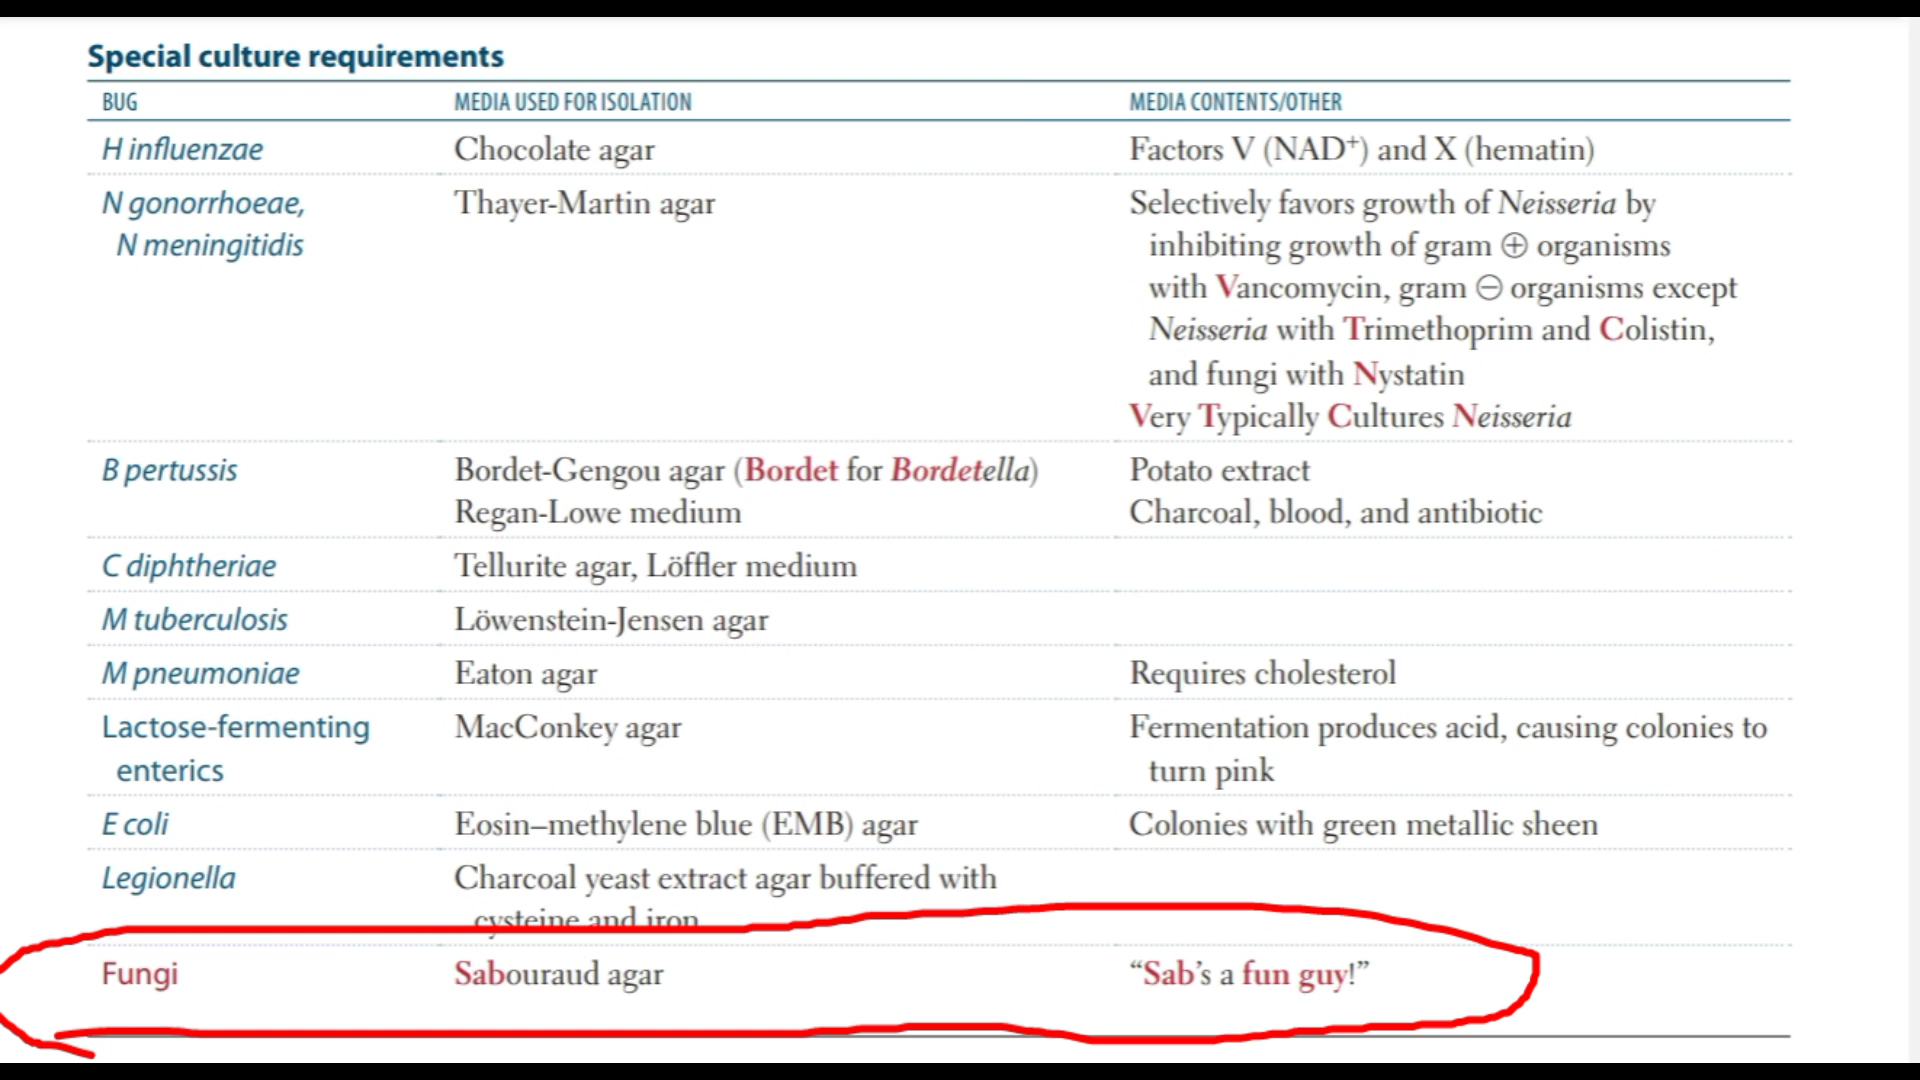 Special culture requirements
BUG MEDIA USED FOR ISOLATION MEDIA CONTENTS/OTHER
H influenzae Chocolate agar Factors V (NAD⁺) and X (hematin)
N gonorrhoeae, Thayer-Martin agar Selectively favors growth of Neisseria by
N meningitidis inhibiting growth of gram ⊕ organisms
with Vancomycin, gram ⊖ organisms except
Neisseria with Trimethoprim and Colistin,
and fungi with Nystatin
Very Typically Cultures Neisseria
B pertussis Bordet-Gengou agar (Bordet for Bordetella) Potato extract
Regan-Lowe medium Charcoal, blood, and antibiotic
C diphtheriae Tellurite agar, Löffler medium
M tuberculosis Löwenstein-Jensen agar
M pneumoniae Eaton agar Requires cholesterol
Lactose-fermenting MacConkey agar Fermentation produces acid, causing colonies to
enterics turn pink
E coli Eosin–methylene blue (EMB) agar Colonies with green metallic sheen
Legionella Charcoal yeast extract agar buffered with
cysteine and iron
Fungi Sabouraud agar “Sab’s a fun guy!”